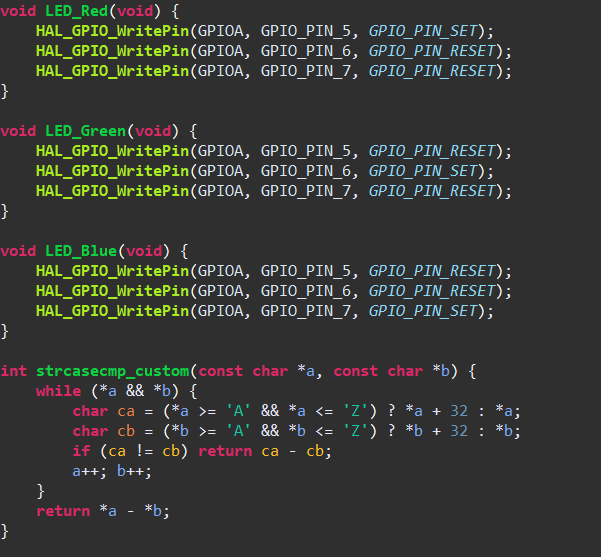 void LED_Red(void) {
    HAL_GPIO_WritePin(GPIOA, GPIO_PIN_5, GPIO_PIN_SET);
    HAL_GPIO_WritePin(GPIOA, GPIO_PIN_6, GPIO_PIN_RESET);
    HAL_GPIO_WritePin(GPIOA, GPIO_PIN_7, GPIO_PIN_RESET);
}

void LED_Green(void) {
    HAL_GPIO_WritePin(GPIOA, GPIO_PIN_5, GPIO_PIN_RESET);
    HAL_GPIO_WritePin(GPIOA, GPIO_PIN_6, GPIO_PIN_SET);
    HAL_GPIO_WritePin(GPIOA, GPIO_PIN_7, GPIO_PIN_RESET);
}

void LED_Blue(void) {
    HAL_GPIO_WritePin(GPIOA, GPIO_PIN_5, GPIO_PIN_RESET);
    HAL_GPIO_WritePin(GPIOA, GPIO_PIN_6, GPIO_PIN_RESET);
    HAL_GPIO_WritePin(GPIOA, GPIO_PIN_7, GPIO_PIN_SET);
}

int strcasecmp_custom(const char *a, const char *b) {
    while (*a && *b) {
        char ca = (*a >= 'A' && *a <= 'Z') ? *a + 32 : *a;
        char cb = (*b >= 'A' && *b <= 'Z') ? *b + 32 : *b;
        if (ca != cb) return ca - cb;
        a++; b++;
    }
    return *a - *b;
}